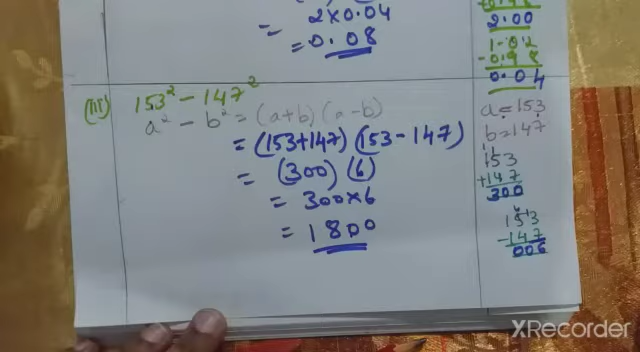 = 2×0.04
= 0.08
(iii) 153² - 147²
a² - b² = (a+b) (a-b)
= (153+147) (153-147)
= (300) (6)
= 300×6
= 1800
2.00
1.02
-0.98
0.04
a=153
b=147
11
153
+147
300
153
-147
006
XRecorder